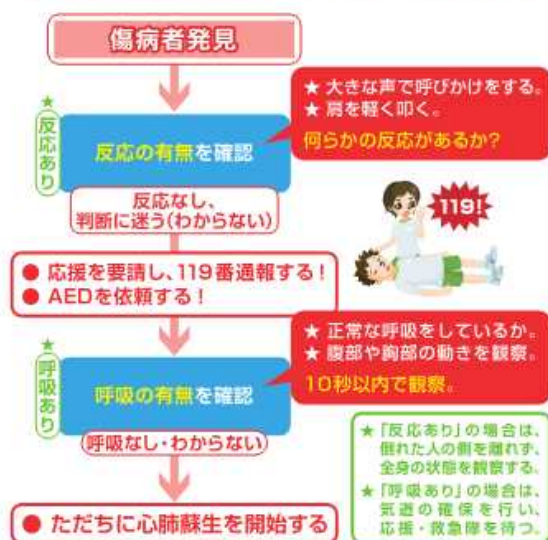 傷病者発見
★ 大きな声で呼びかけをする。
★ 肩を軽く叩く。
何らかの反応があるか?
★反応あり
反応の有無を確認
反応なし、
判断に迷う(わからない)
119!
● 応援を要請し、119番通報する!
● AEDを依頼する!
★ 正常な呼吸をしているか。
★ 腹部や胸部の動きを観察。
10秒以内で観察。
★呼吸あり
呼吸の有無を確認
呼吸なし・わからない
★「反応あり」の場合は、
倒れた人の側を離れず、
全身の状態を観察する。
★「呼吸あり」の場合は、
気道の確保を行い、
応援・救急隊を待つ。
● ただちに心肺蘇生を開始する